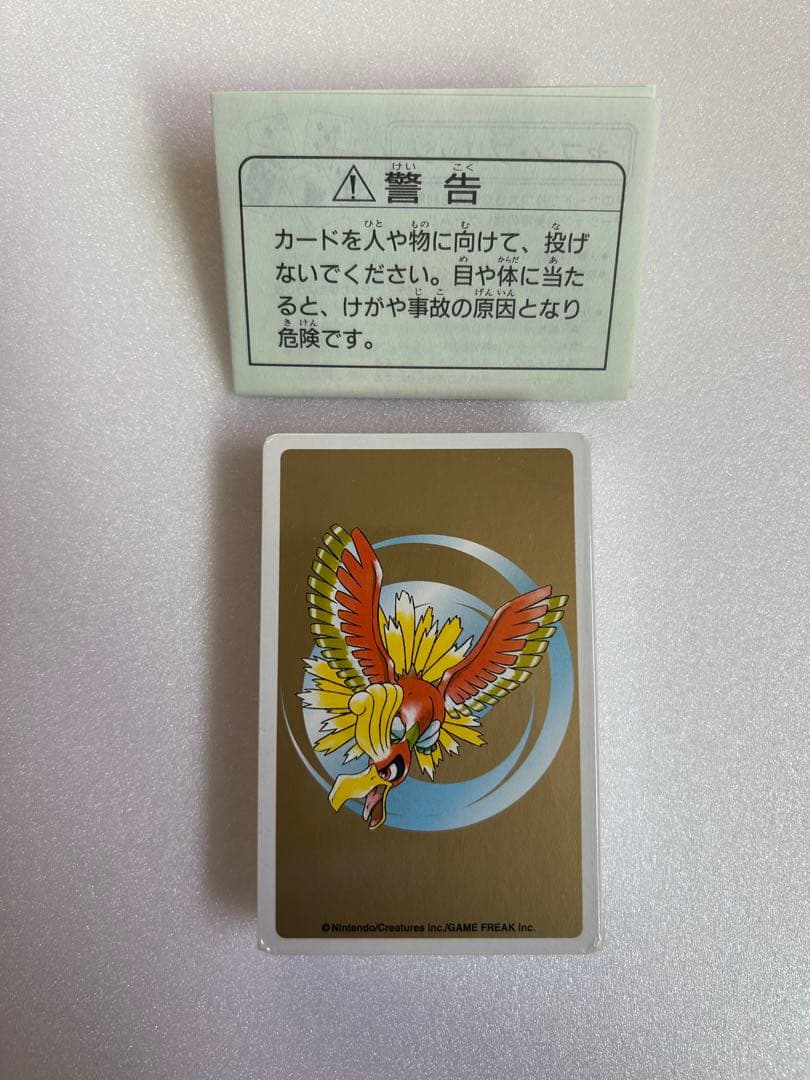 警告
カードを人や物に向けて、投げ
ないでください。目や体に当た
ると、けがや事故の原因となり
危険です。
©Nintendo/Creatures inc./GAME FREAK inc.